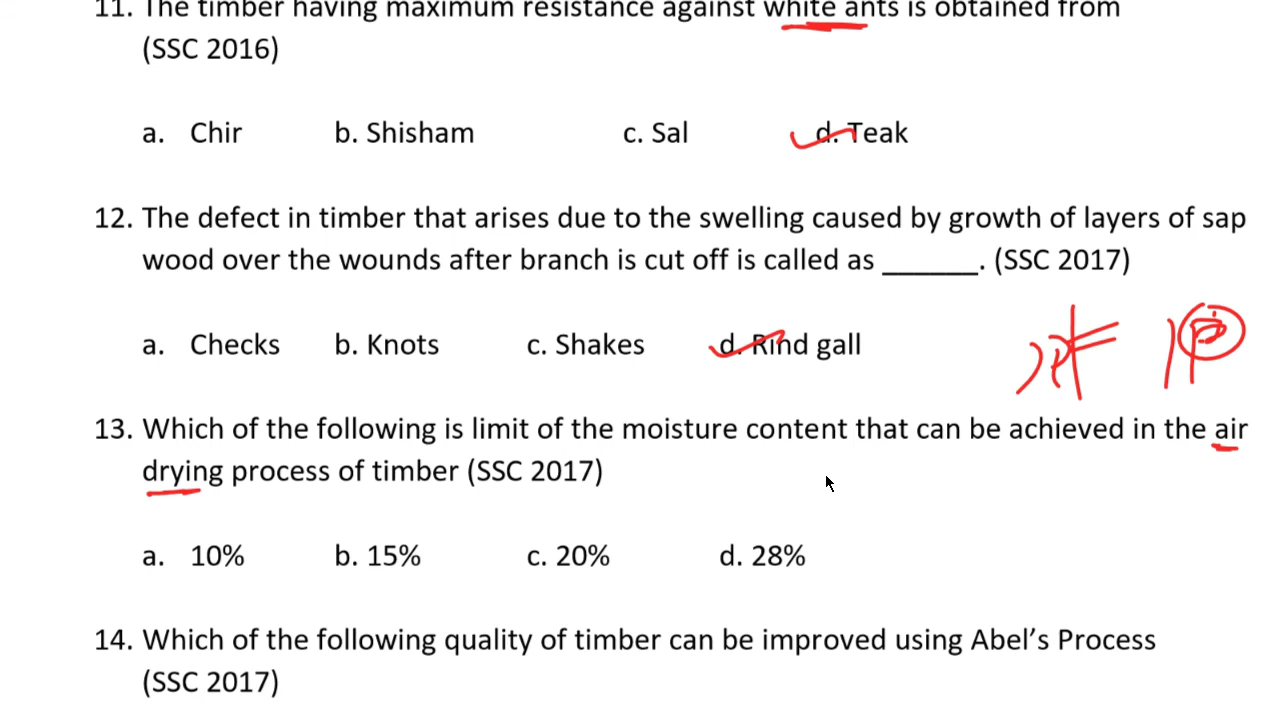 11. The timber having maximum resistance against white ants is obtained from
(SSC 2016)
a. Chir b. Shisham c. Sal d. Teak
12. The defect in timber that arises due to the swelling caused by growth of layers of sap
wood over the wounds after branch is cut off is called as _______. (SSC 2017)
a. Checks b. Knots c. Shakes d. Rind gall
13. Which of the following is limit of the moisture content that can be achieved in the air
drying process of timber (SSC 2017)
a. 10% b. 15% c. 20% d. 28%
14. Which of the following quality of timber can be improved using Abel’s Process
(SSC 2017)